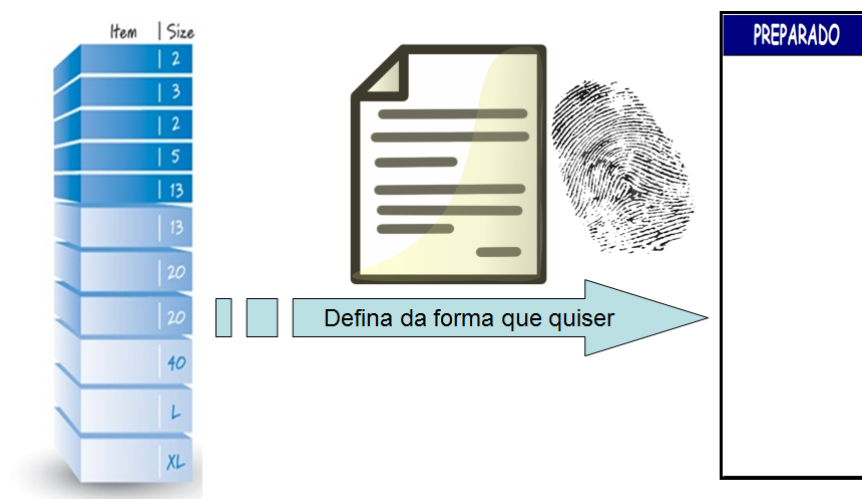 Item | Size
2
3
2
5
13
13
20
20
40
L
XL
Defina da forma que quiser
PREPARADO